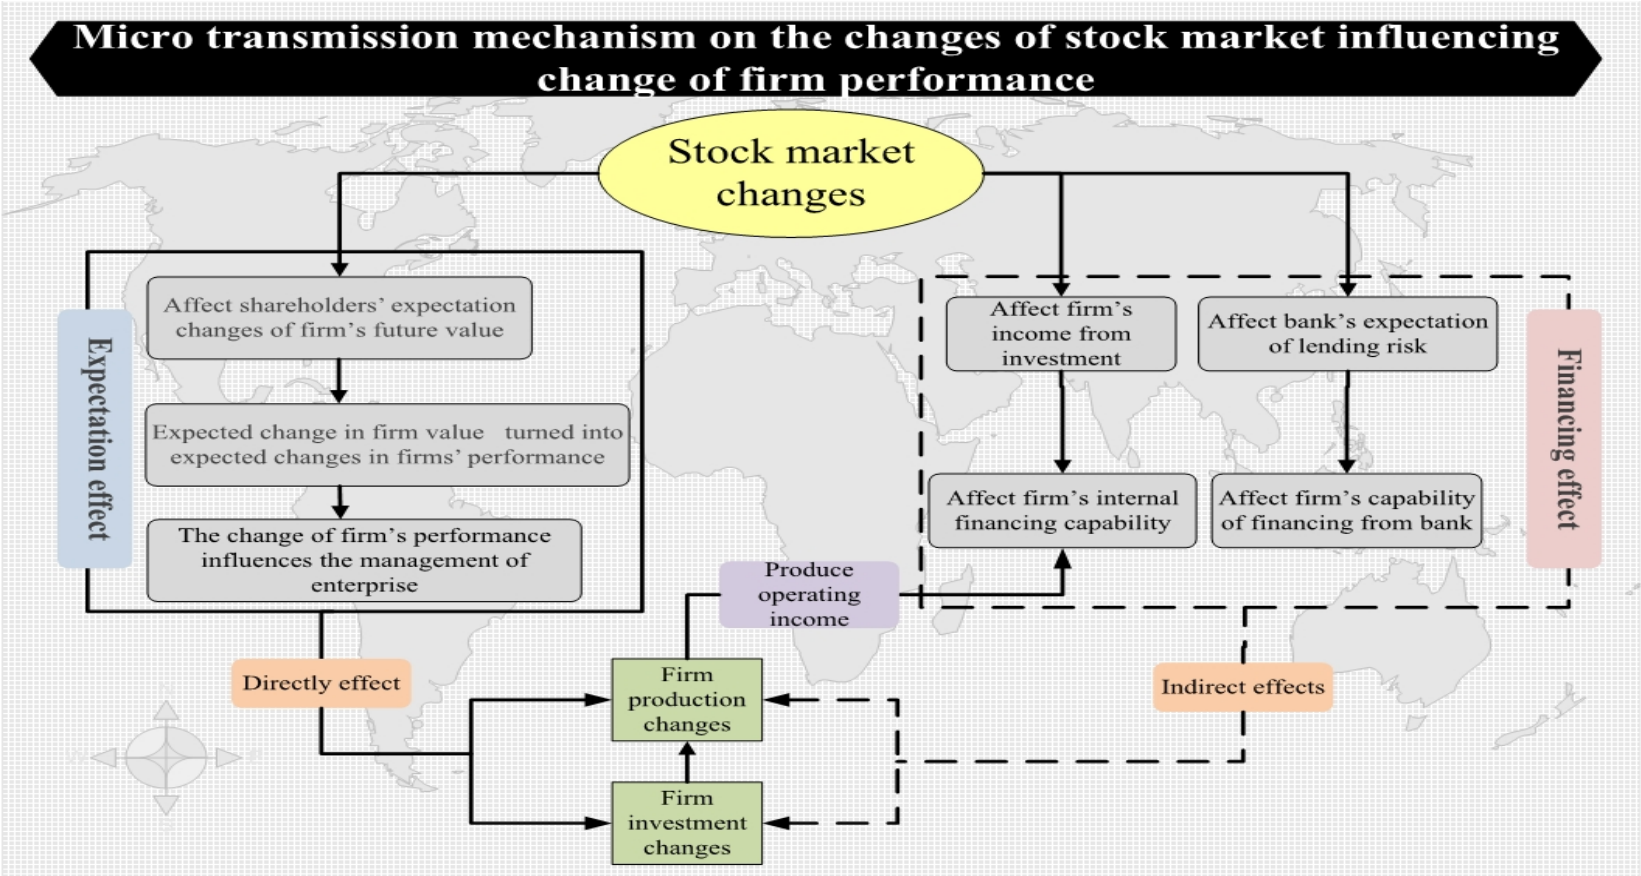 Micro transmission mechanism on the changes of stock market influencing
change of firm performance
Stock market
changes
Affect shareholders' expectation
changes of firm's future value
Expected change in firm value turned into
expected changes in firms' performance
The change of firm's performance
influences the management of
enterprise
Expectation effect
Affect firm's
income from
investment
Affect bank's expectation
of lending risk
Affect firm's internal
financing capability
Affect firm's capability
of financing from bank
Financing effect
Produce
operating
income
Directly effect
Indirect effects
Firm
production
changes
Firm
investment
changes